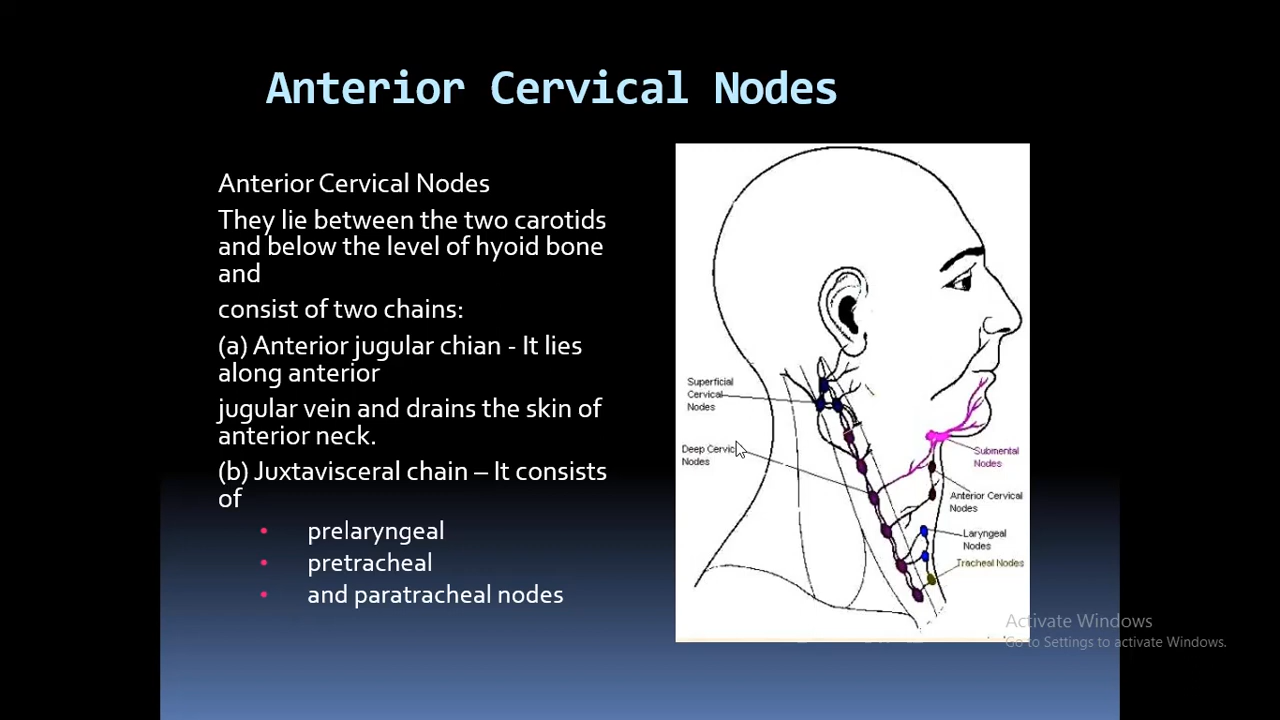 Anterior Cervical Nodes
Anterior Cervical Nodes
They lie between the two carotids
and below the level of hyoid bone
and
consist of two chains:
(a) Anterior jugular chian - It lies
along anterior
jugular vein and drains the skin of
anterior neck.
(b) Juxtavisceral chain – It consists
of
• prelaryngeal
• pretracheal
• and paratracheal nodes
Superficial
Cervical
Nodes
Deep Cervic
Nodes
Submental
Nodes
Anterior Cervical
Nodes
Laryngeal
Nodes
Tracheal Nodes
Activate Windows
Go to Settings to activate Windows.